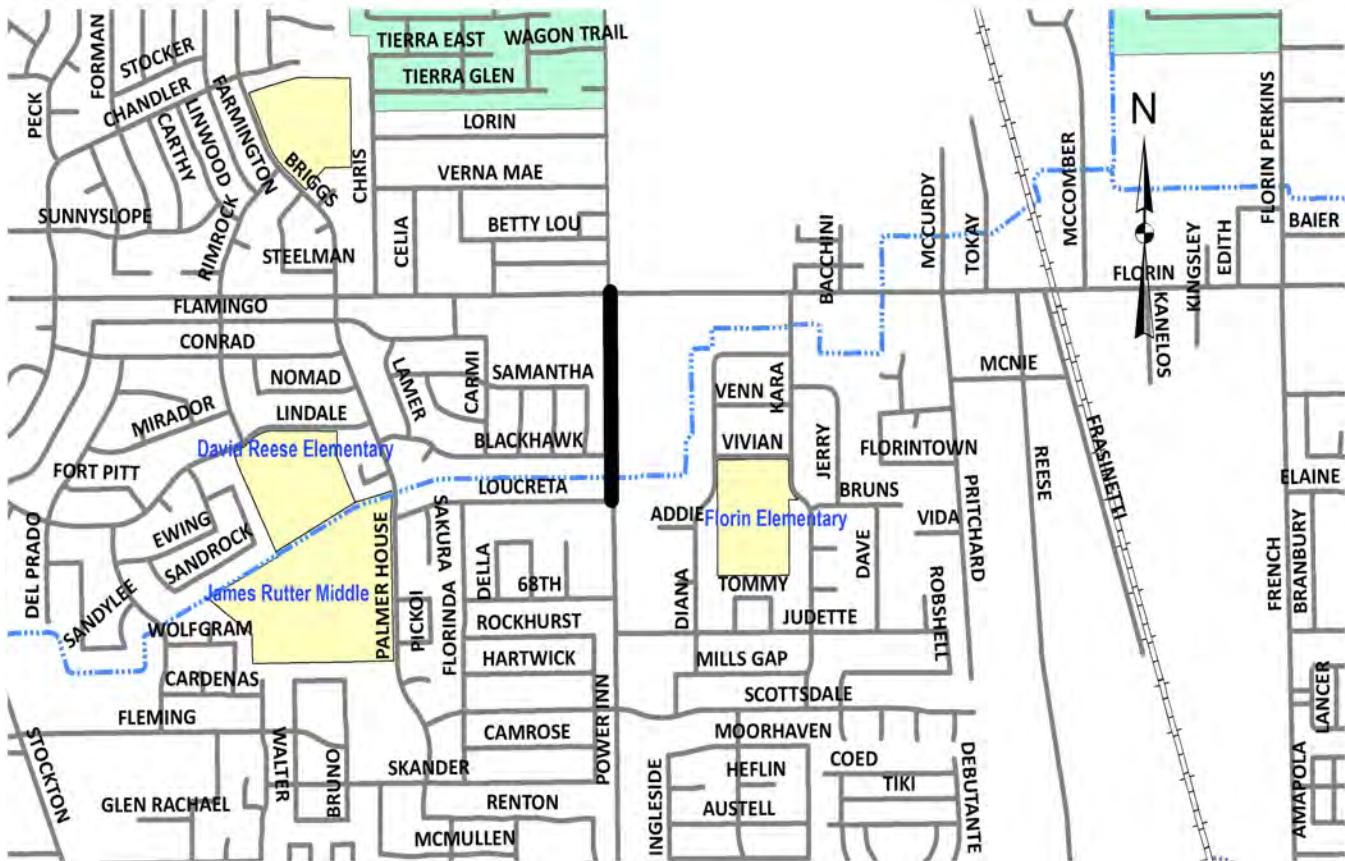 TIERRA EAST
WAGON TRAIL
STOCKER
FORMAN
TIERRA GLEN
PECK
CHANDLER
FARMINGTON
LINWOOD
CARTHY
LORIN
N
MCCOMBER
FLORIN PERKINS
BRIGGS
CHRIS
VERNA MAE
SUNNYSLOPE
RIMROCK
STEELMAN
CELIA
BETTY LOU
BACCHINI
MCCURDY
TOKAY
BAIER
EDITH
KINGSLEY
FLORIN
KANELOS
FLAMINGO
CONRAD
NOMAD
LAMER
CARMI
SAMANTHA
VENN
KARA
MCNIE
MIRADOR
LINDALE
BLACKHAWK
VIVIAN
JERRY
FLORINTOWN
REESE
FRASINETTI
David Reese Elementary
FORT PITT
LOUCRETA
BRUNS
PRITCHARD
ELAINE
ADDIE
Florin Elementary
VIDA
EWING
SANDROCK
SAKURA
DEL PRADO
SANDYLEE
James Rutter Middle
PALMER HOUSE
PICKOI
FLORINDA
DELLA
68TH
DIANA
TOMMY
DAVE
ROBSHELL
FRENCH
BRANBURY
WOLFGRAM
ROCKHURST
JUDETTE
HARTWICK
MILLS GAP
CARDENAS
SCOTTSDALE
LANCER
FLEMING
CAMROSE
POWER INN
MOORHAVEN
STOCKTON
WALTER
BRUNO
SKANDER
HEFLIN
COED
TIKI
DEBUTANTE
GLEN RACHAEL
RENTON
INGLESIDE
AUSTELL
AMAPOLA
MCMULLEN